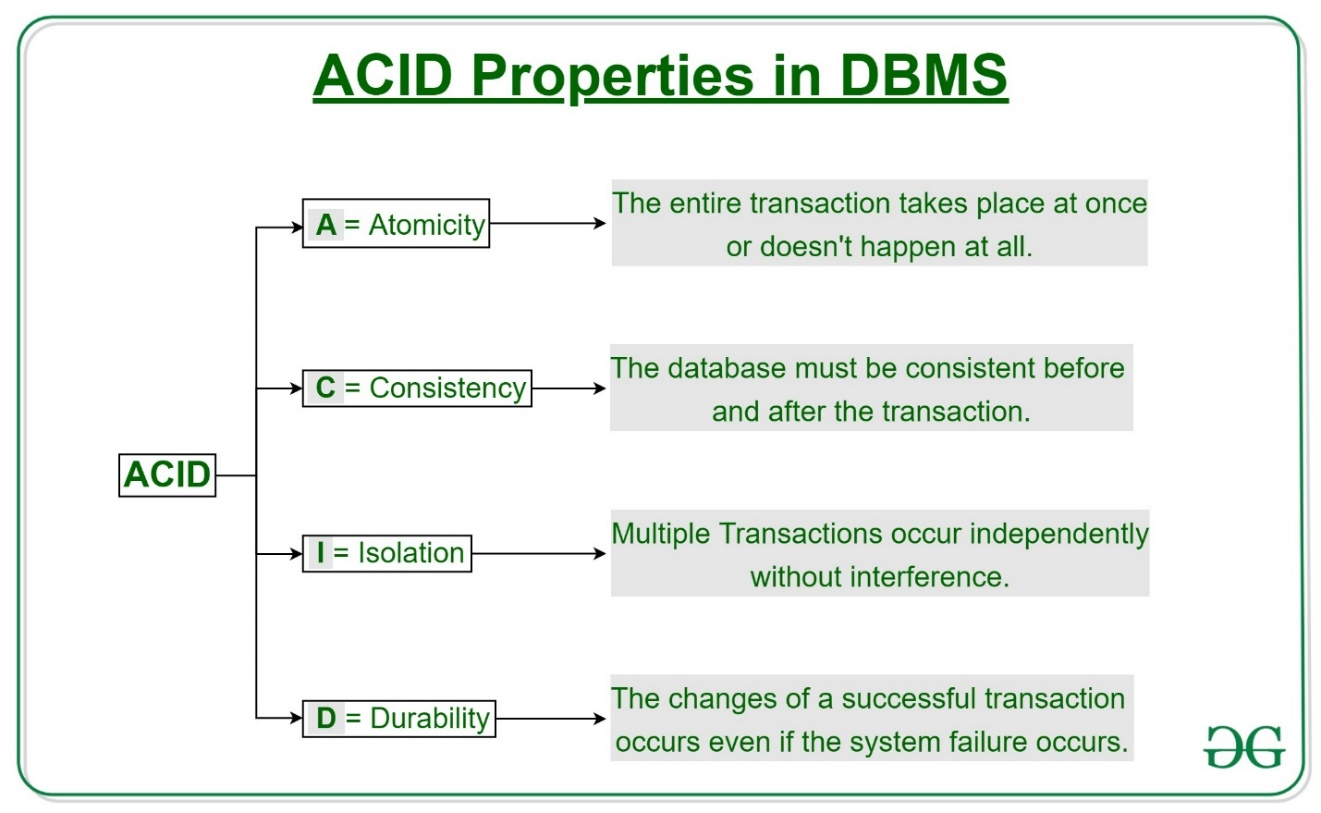 ACID Properties in DBMS
A = Atomicity
The entire transaction takes place at once
or doesn't happen at all.
C = Consistency
The database must be consistent before
and after the transaction.
ACID
I = Isolation
Multiple Transactions occur independently
without interference.
D = Durability
The changes of a successful transaction
occurs even if the system failure occurs.